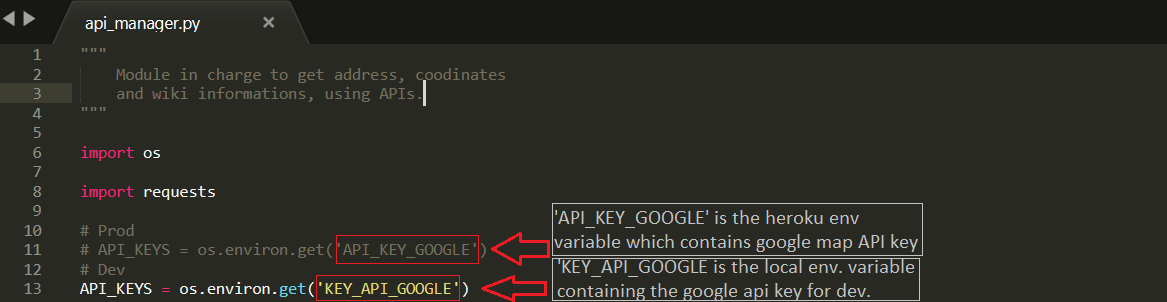 api_manager.py ×
1 """
2 Module in charge to get address, coodinates
3 and wiki informations, using APIs.
4 """
5
6 import os
7
8 import requests
9
10 # Prod
11 # API_KEYS = os.environ.get('API_KEY_GOOGLE')
12 # Dev
13 API_KEYS = os.environ.get('KEY_API_GOOGLE')
'API_KEY_GOOGLE' is the heroku env
variable which contains google map API key
'KEY_API_GOOGLE is the local env. variable
containing the google api key for dev.